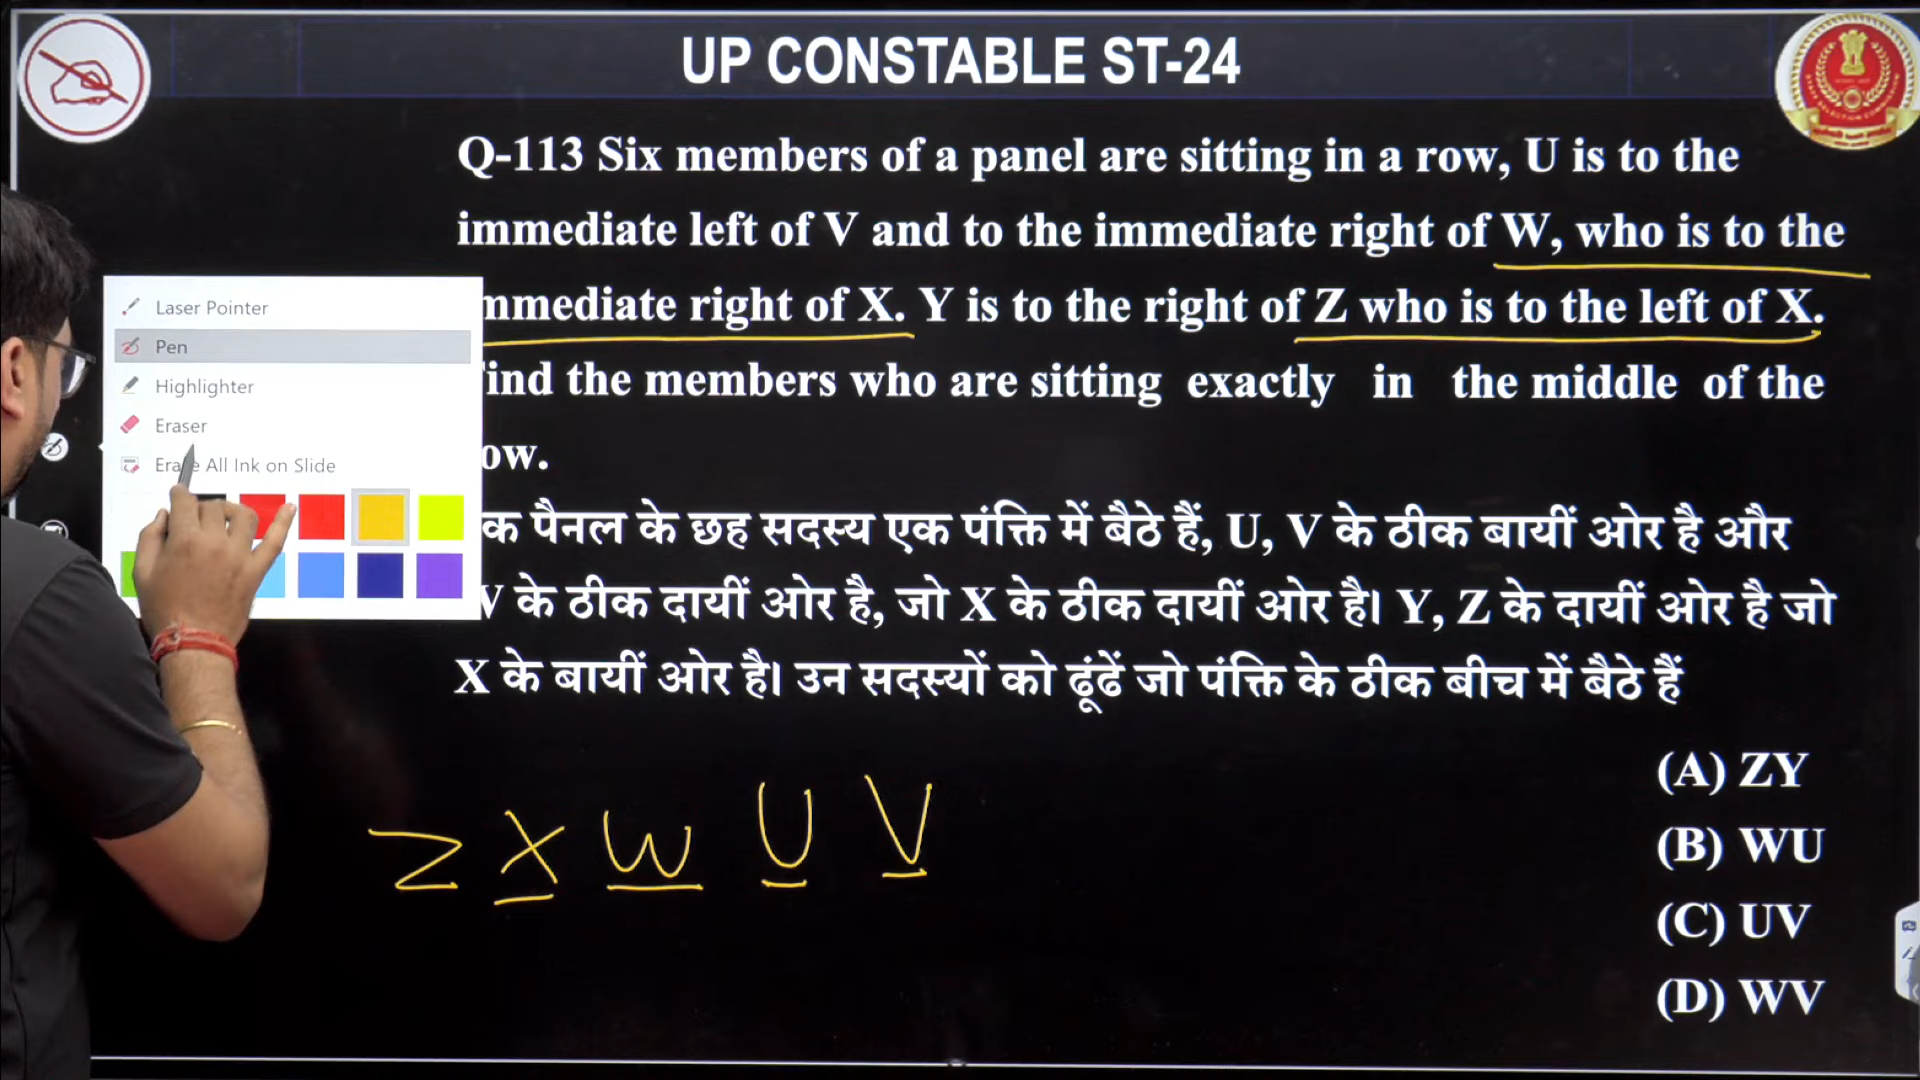 UP CONSTABLE ST-24
Q-113 Six members of a panel are sitting in a row, U is to the
immediate left of V and to the immediate right of W, who is to the
mmediate right of X. Y is to the right of Z who is to the left of X.
ind the members who are sitting exactly in the middle of the
ow.
Laser Pointer
Pen
Highlighter
Eraser
Erase All Ink on Slide
क पैनल के छह सदस्य एक पंक्ति में बैठे हैं, U, V के ठीक बायीं ओर है और
के ठीक दायीं ओर है, जो X के ठीक दायीं ओर है। Y, Z के दायीं ओर है जो
X के बायीं ओर है। उन सदस्यों को ढूंढें जो पंक्ति के ठीक बीच में बैठे हैं
(A) ZY
(B) WU
(C) UV
(D) WV
Z X W U V